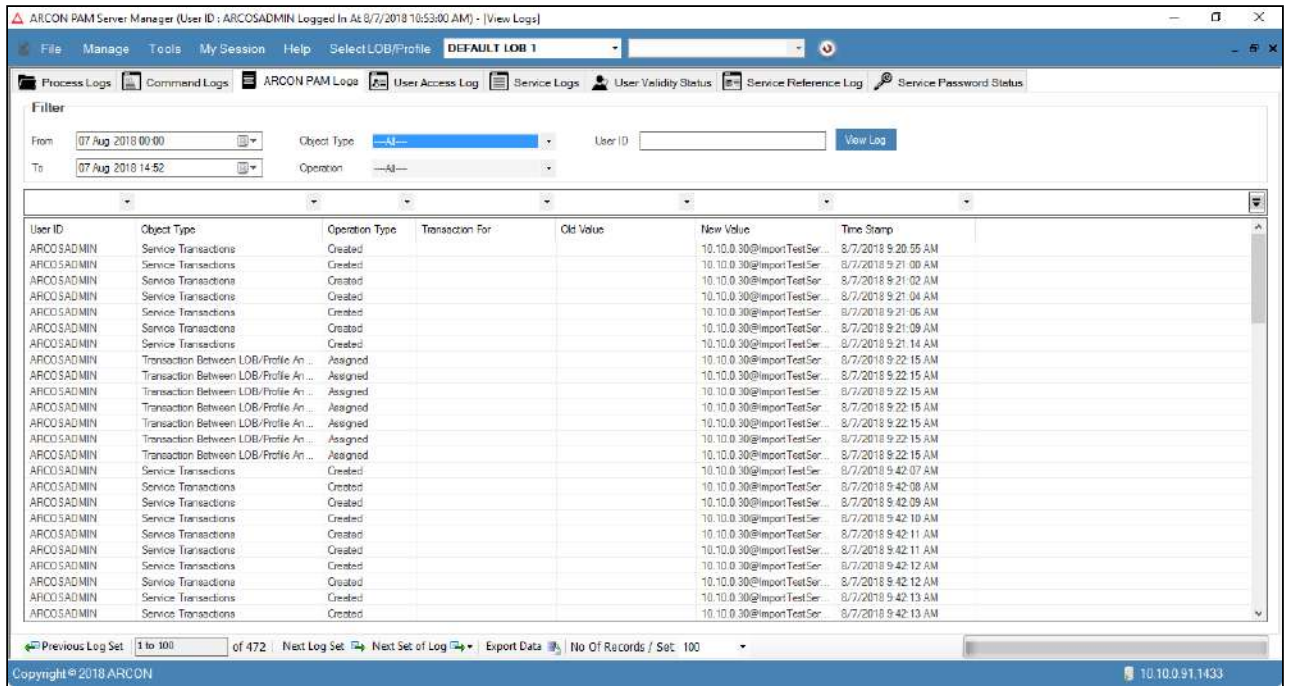 ARCON PAM Server Manager (User ID : ARCOSADMIN Logged In At 8/7/2018 10:53:00 AM) - [View Logs]
File Manage Tools My Session Help Select LOB/Profile DEFAULT LOB 1
Process Logs Command Logs ARCON PAM Logs User Access Log Service Logs User Validity Status Service Reference Log Service Password Status
Filter
From 07 Aug 2018 00:00 Object Type ----All---- User ID View Log
To 07 Aug 2018 14:52 Operation ----All----
User ID Object Type Operation Type Transaction For Old Value New Value Time Stamp
ARCOSADMIN Service Transactions Created 10.10.0.30@ImportTestSer... 8/7/2018 9:20:55 AM
ARCOSADMIN Service Transactions Created 10.10.0.30@ImportTestSer... 8/7/2018 9:21:00 AM
ARCOSADMIN Service Transactions Created 10.10.0.30@ImportTestSer... 8/7/2018 9:21:02 AM
ARCOSADMIN Service Transactions Created 10.10.0.30@ImportTestSer... 8/7/2018 9:21:04 AM
ARCOSADMIN Service Transactions Created 10.10.0.30@ImportTestSer... 8/7/2018 9:21:06 AM
ARCOSADMIN Service Transactions Created 10.10.0.30@ImportTestSer... 8/7/2018 9:21:09 AM
ARCOSADMIN Service Transactions Created 10.10.0.30@ImportTestSer... 8/7/2018 9:21:14 AM
ARCOSADMIN Transaction Between LOB/Profile An... Assigned 10.10.0.30@ImportTestSer... 8/7/2018 9:22:15 AM
ARCOSADMIN Transaction Between LOB/Profile An... Assigned 10.10.0.30@ImportTestSer... 8/7/2018 9:22:15 AM
ARCOSADMIN Transaction Between LOB/Profile An... Assigned 10.10.0.30@ImportTestSer... 8/7/2018 9:22:15 AM
ARCOSADMIN Transaction Between LOB/Profile An... Assigned 10.10.0.30@ImportTestSer... 8/7/2018 9:22:15 AM
ARCOSADMIN Transaction Between LOB/Profile An... Assigned 10.10.0.30@ImportTestSer... 8/7/2018 9:22:15 AM
ARCOSADMIN Transaction Between LOB/Profile An... Assigned 10.10.0.30@ImportTestSer... 8/7/2018 9:22:15 AM
ARCOSADMIN Transaction Between LOB/Profile An... Assigned 10.10.0.30@ImportTestSer... 8/7/2018 9:22:15 AM
ARCOSADMIN Service Transactions Created 10.10.0.30@ImportTestSer... 8/7/2018 9:42:07 AM
ARCOSADMIN Service Transactions Created 10.10.0.30@ImportTestSer... 8/7/2018 9:42:08 AM
ARCOSADMIN Service Transactions Created 10.10.0.30@ImportTestSer... 8/7/2018 9:42:09 AM
ARCOSADMIN Service Transactions Created 10.10.0.30@ImportTestSer... 8/7/2018 9:42:10 AM
ARCOSADMIN Service Transactions Created 10.10.0.30@ImportTestSer... 8/7/2018 9:42:11 AM
ARCOSADMIN Service Transactions Created 10.10.0.30@ImportTestSer... 8/7/2018 9:42:11 AM
ARCOSADMIN Service Transactions Created 10.10.0.30@ImportTestSer... 8/7/2018 9:42:12 AM
ARCOSADMIN Service Transactions Created 10.10.0.30@ImportTestSer... 8/7/2018 9:42:12 AM
ARCOSADMIN Service Transactions Created 10.10.0.30@ImportTestSer... 8/7/2018 9:42:13 AM
ARCOSADMIN Service Transactions Created 10.10.0.30@ImportTestSer... 8/7/2018 9:42:13 AM
Previous Log Set 1 to 100 of 472 Next Log Set Next Set of Log Export Data No Of Records / Set: 100
Copyright © 2018 ARCON 10.10.0.91,1433